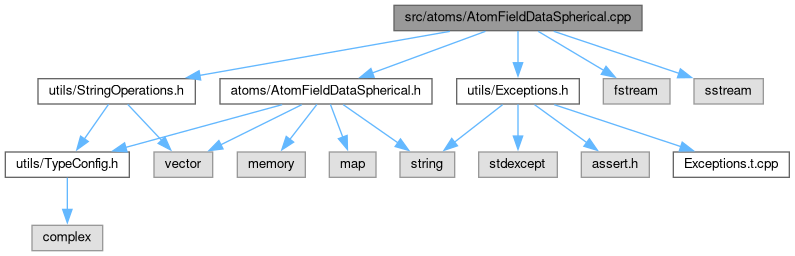 src/atoms/AtomFieldDataSpherical.cpp
utils/StringOperations.h
atoms/AtomFieldDataSpherical.h
utils/Exceptions.h
fstream
sstream
utils/TypeConfig.h
vector
memory
map
string
stdexcept
assert.h
Exceptions.t.cpp
complex